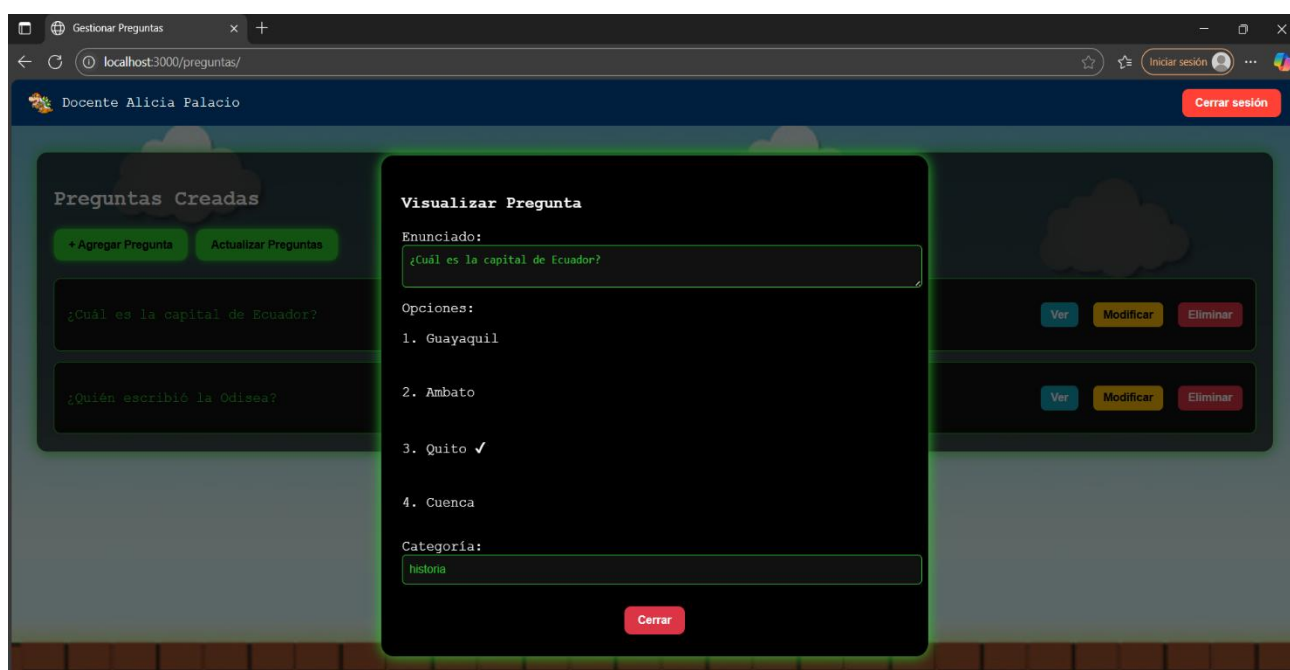 Gestionar Preguntas
localhost:3000/preguntas/
Iniciar sesión
Docente Alicia Palacio
Cerrar sesión
Preguntas Creadas
+ Agregar Pregunta
Actualizar Preguntas
¿Cuál es la capital de Ecuador?
Ver
Modificar
Eliminar
¿Quién escribió la Odisea?
Ver
Modificar
Eliminar
Visualizar Pregunta
Enunciado:
¿Cuál es la capital de Ecuador?
Opciones:
1. Guayaquil
2. Ambato
3. Quito ✓
4. Cuenca
Categoría:
historia
Cerrar